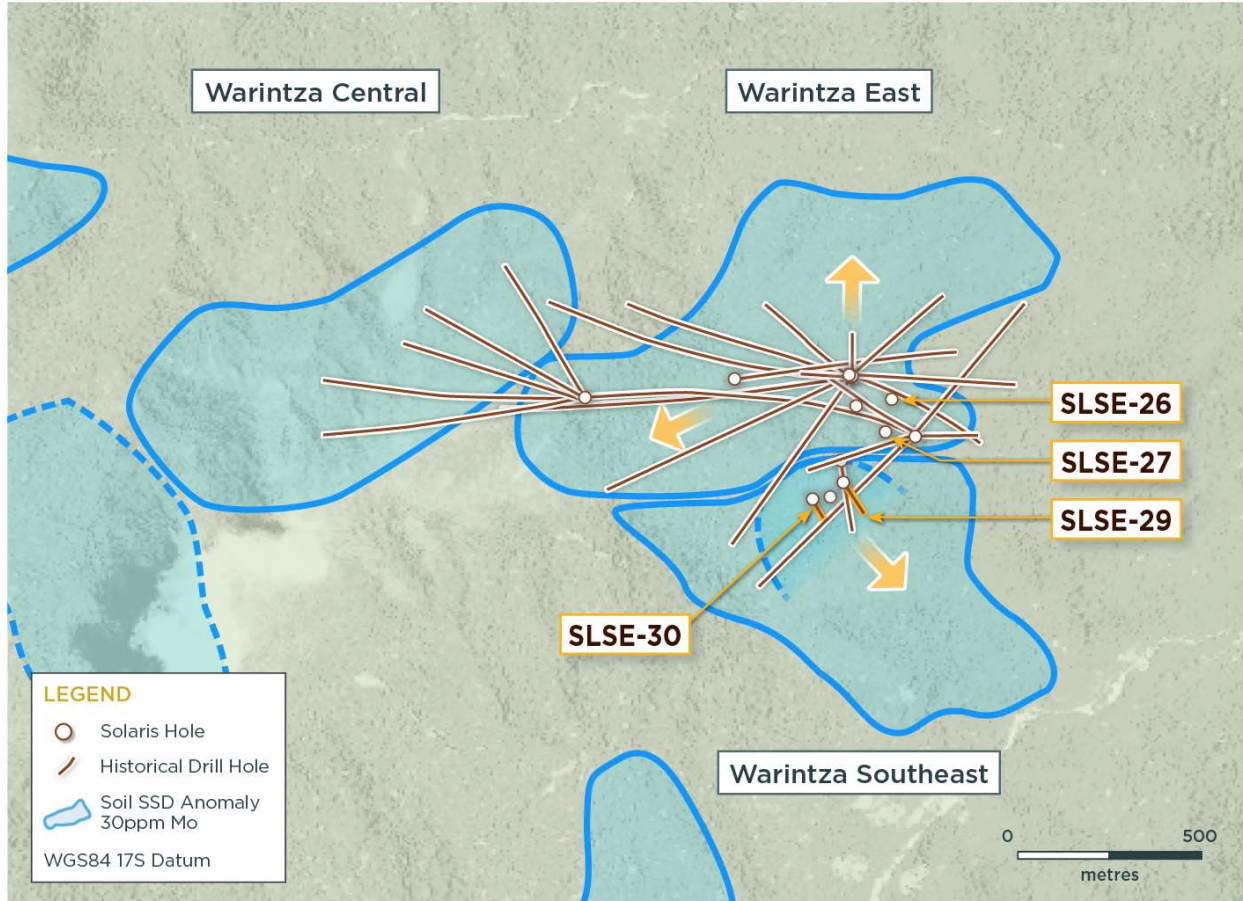 Warintza Central
Warintza East
SLSE-26
SLSE-27
SLSE-29
SLSE-30
Warintza Southeast
LEGEND
Solaris Hole
Historical Drill Hole
Soil SSD Anomaly
30ppm Mo
WGS84 17S Datum
0 500
metres